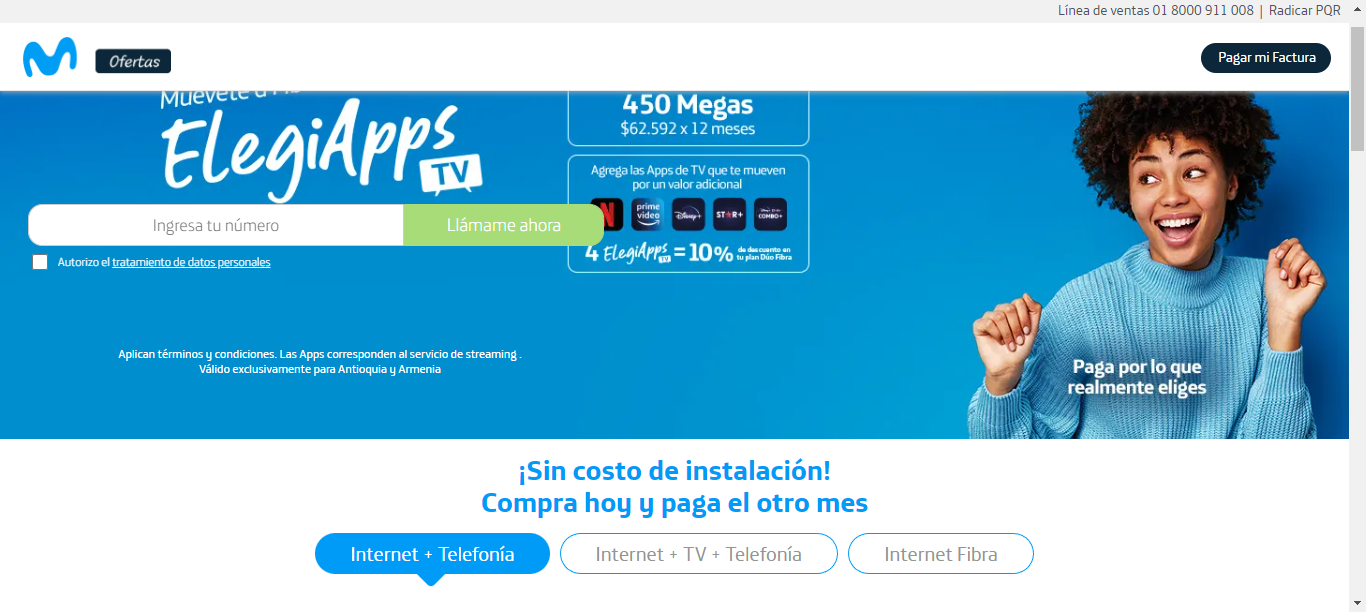 Línea de ventas 01 8000 911 008 | Radicar PQR
Ofertas
Pagar mi Factura
Muévete a
ElegiApps
TV
450 Megas
$62.592 x 12 meses
Agrega las Apps de TV que te mueven
por un valor adicional
N
prime video
Disney+
STAR+
COMBO+
4 ElegiApps TV = 10% de descuento en
tu plan Dúo Fibra
Ingresa tu número
Llámame ahora
Autorizo el tratamiento de datos personales
Aplican términos y condiciones. Las Apps corresponden al servicio de streaming .
Válido exclusivamente para Antioquia y Armenia
Paga por lo que
realmente eliges
¡Sin costo de instalación!
Compra hoy y paga el otro mes
Internet + Telefonía
Internet + TV + Telefonía
Internet Fibra